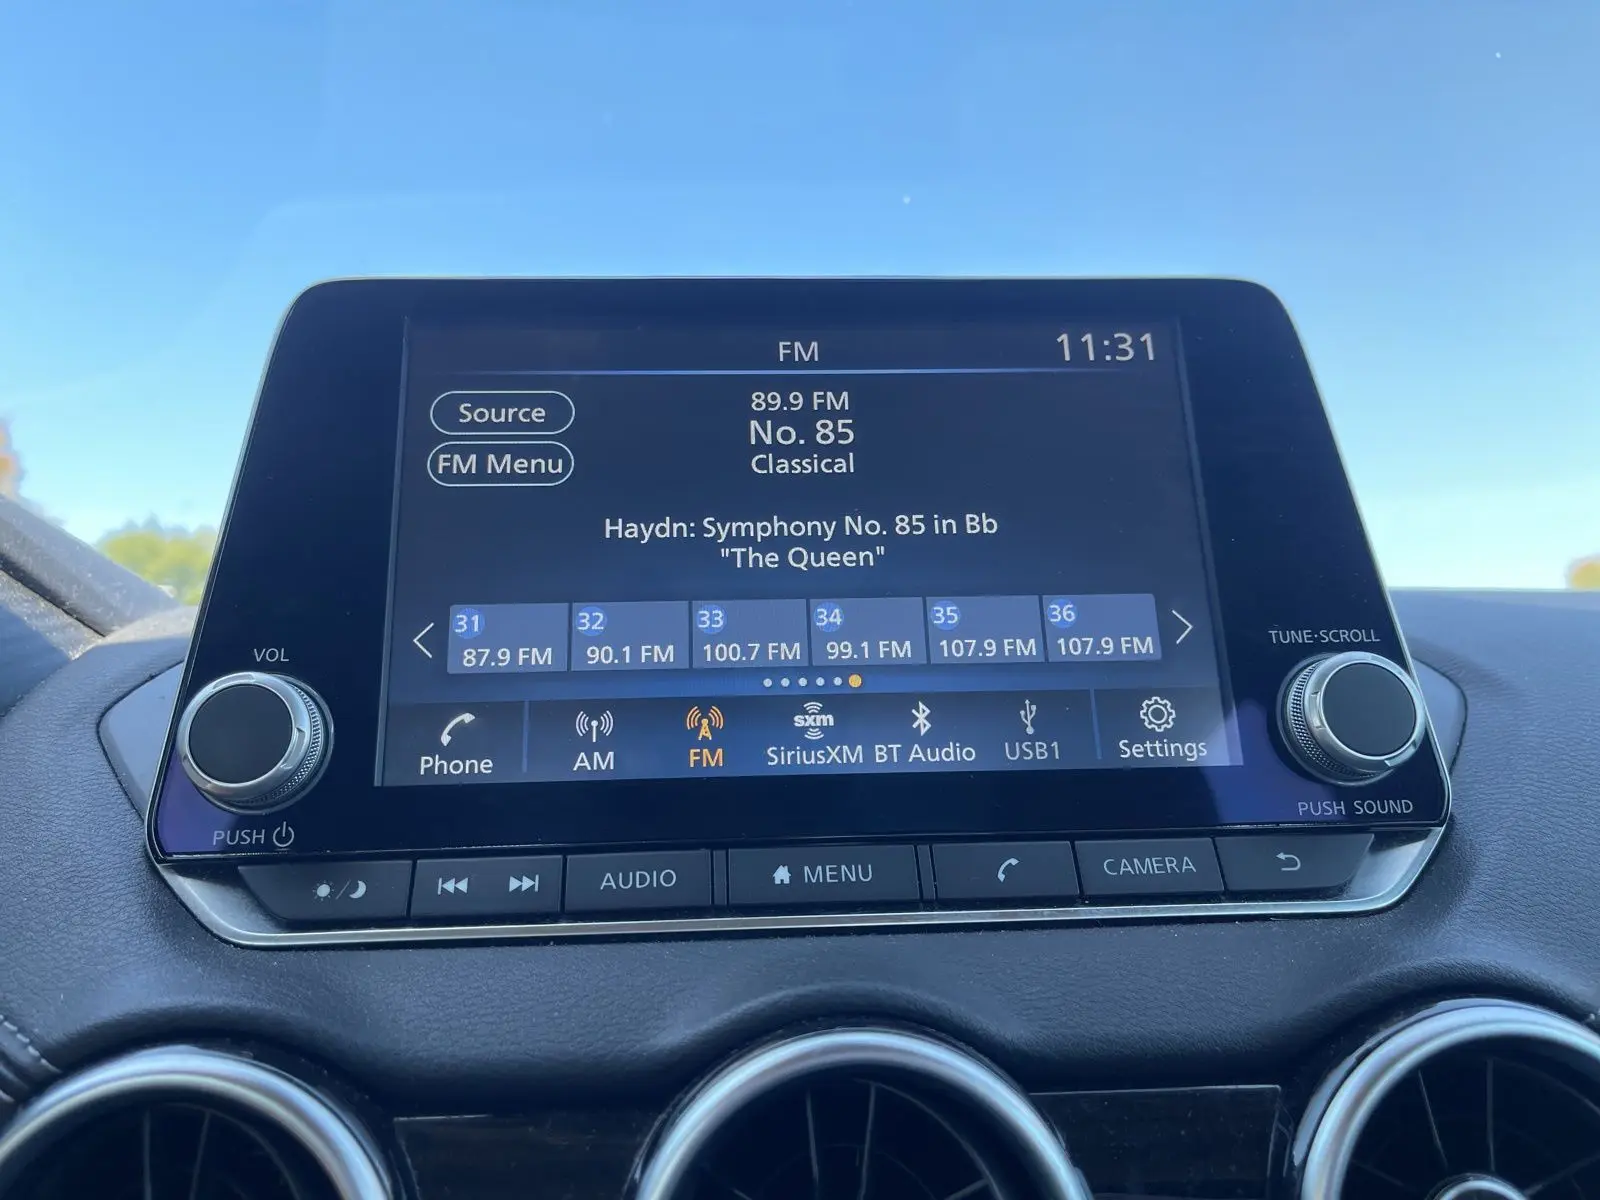 FM 11:31
Source
FM Menu
89.9 FM
No. 85
Classical
Haydn: Symphony No. 85 in Bb
"The Queen"
31 32 33 34 35 36
87.9 FM 90.1 FM 100.7 FM 99.1 FM 107.9 FM 107.9 FM
sxm
Phone AM FM SiriusXM BT Audio USB1 Settings
VOL
PUSH
TUNE·SCROLL
PUSH SOUND
AUDIO MENU CAMERA